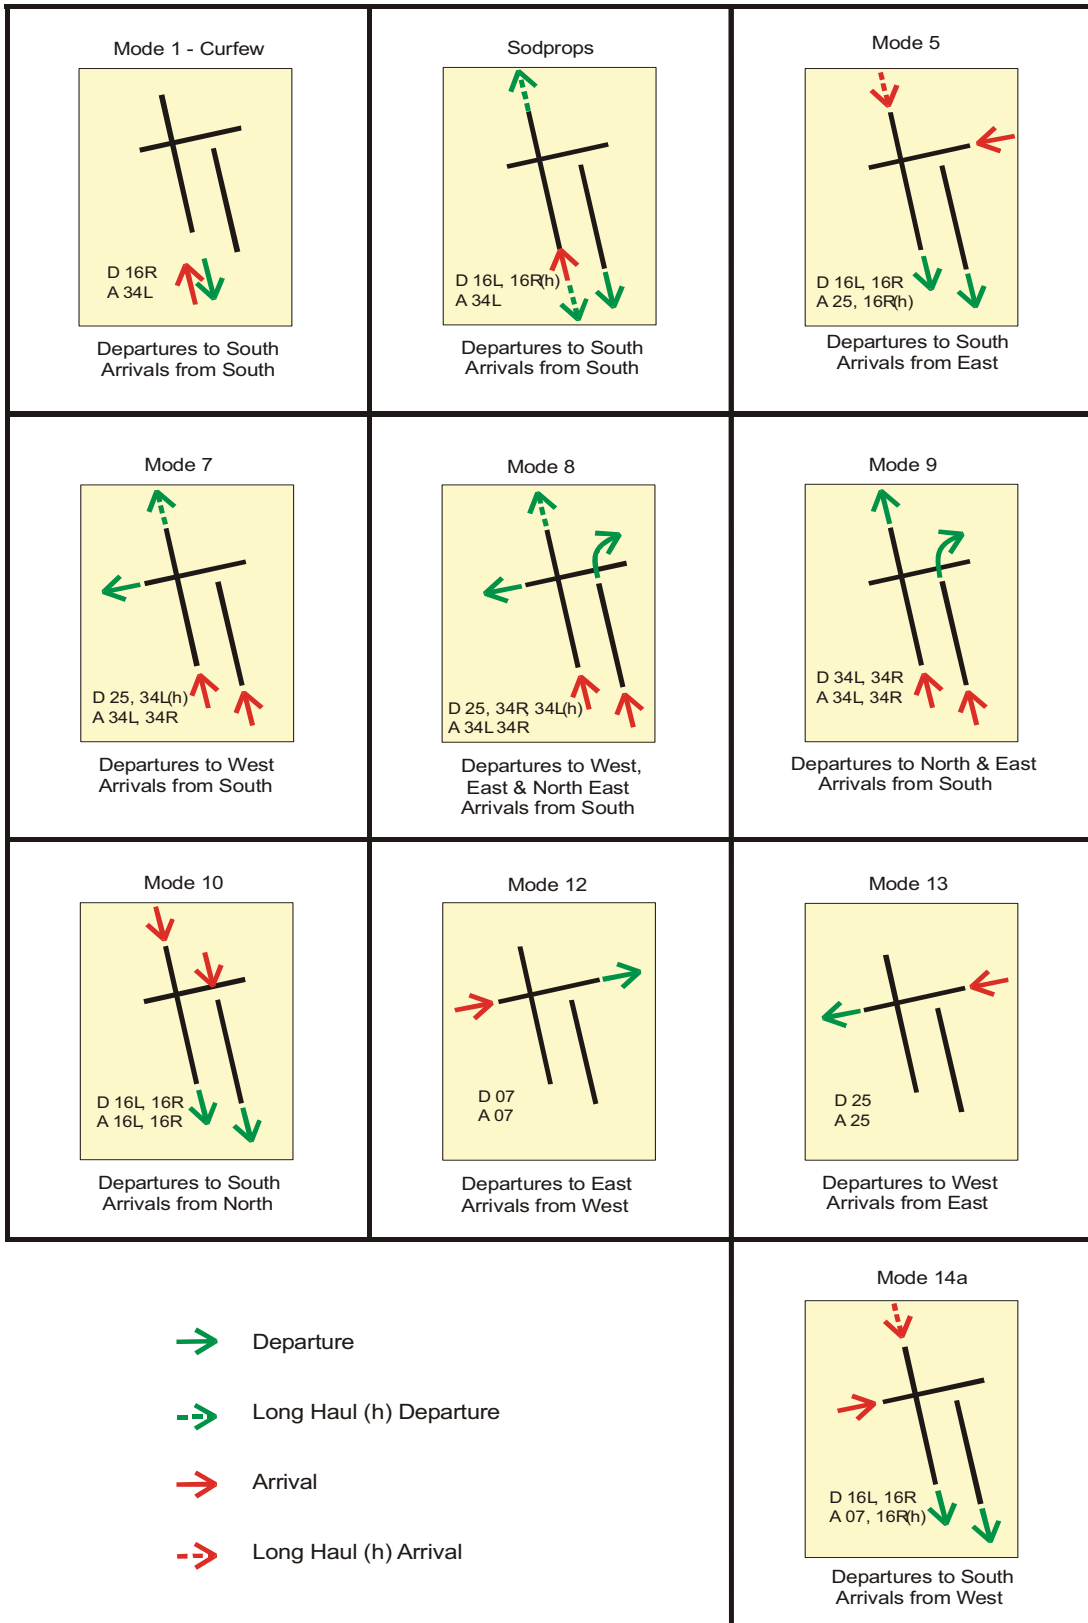 Mode 1 - Curfew
D 16R
A 34L
Departures to South
Arrivals from South
Sodprops
D 16L, 16R(h)
A 34L
Departures to South
Arrivals from South
Mode 5
D 16L, 16R
A 25, 16R(h)
Departures to South
Arrivals from East
Mode 7
D 25, 34L(h)
A 34L, 34R
Departures to West
Arrivals from South
Mode 8
D 25, 34R, 34L(h)
A 34L 34R
Departures to West,
East & North East
Arrivals from South
Mode 9
D 34L, 34R
A 34L, 34R
Departures to North & East
Arrivals from South
Mode 10
D 16L, 16R
A 16L, 16R
Departures to South
Arrivals from North
Mode 12
D 07
A 07
Departures to East
Arrivals from West
Mode 13
D 25
A 25
Departures to West
Arrivals from East
Departure
Long Haul (h) Departure
Arrival
Long Haul (h) Arrival
Mode 14a
D 16L, 16R
A 07, 16R(h)
Departures to South
Arrivals from West